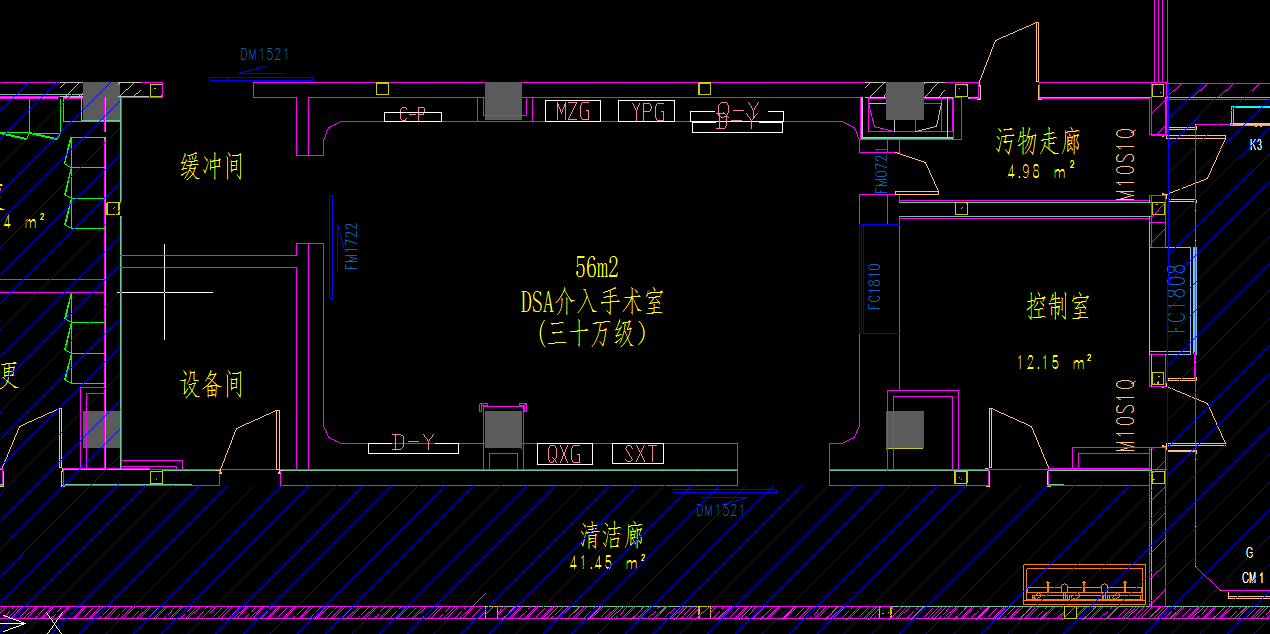 DM1521
C-P
MZG
YPG
Q-Y
D-Y
缓冲间
FM0721
污物走廊
4.98 m²
M10S1Q
K3
4 m²
FM1722
56m2
DSA介入手术室
(三十万级)
FC1810
控制室
12.15 m²
FC1808
更
设备间
M10S1Q
D-Y
QXG
SXT
DM1521
清洁廊
41.45 m²
G
CM1
X